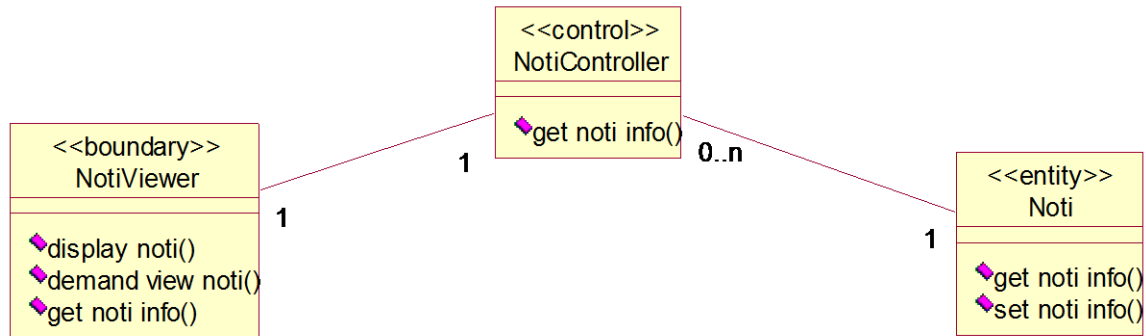 <<control>>
NotiController
get noti info()
1
0..n
<<boundary>>
NotiViewer
display noti()
demand view noti()
get noti info()
1
<<entity>>
Noti
get noti info()
set noti info()
1